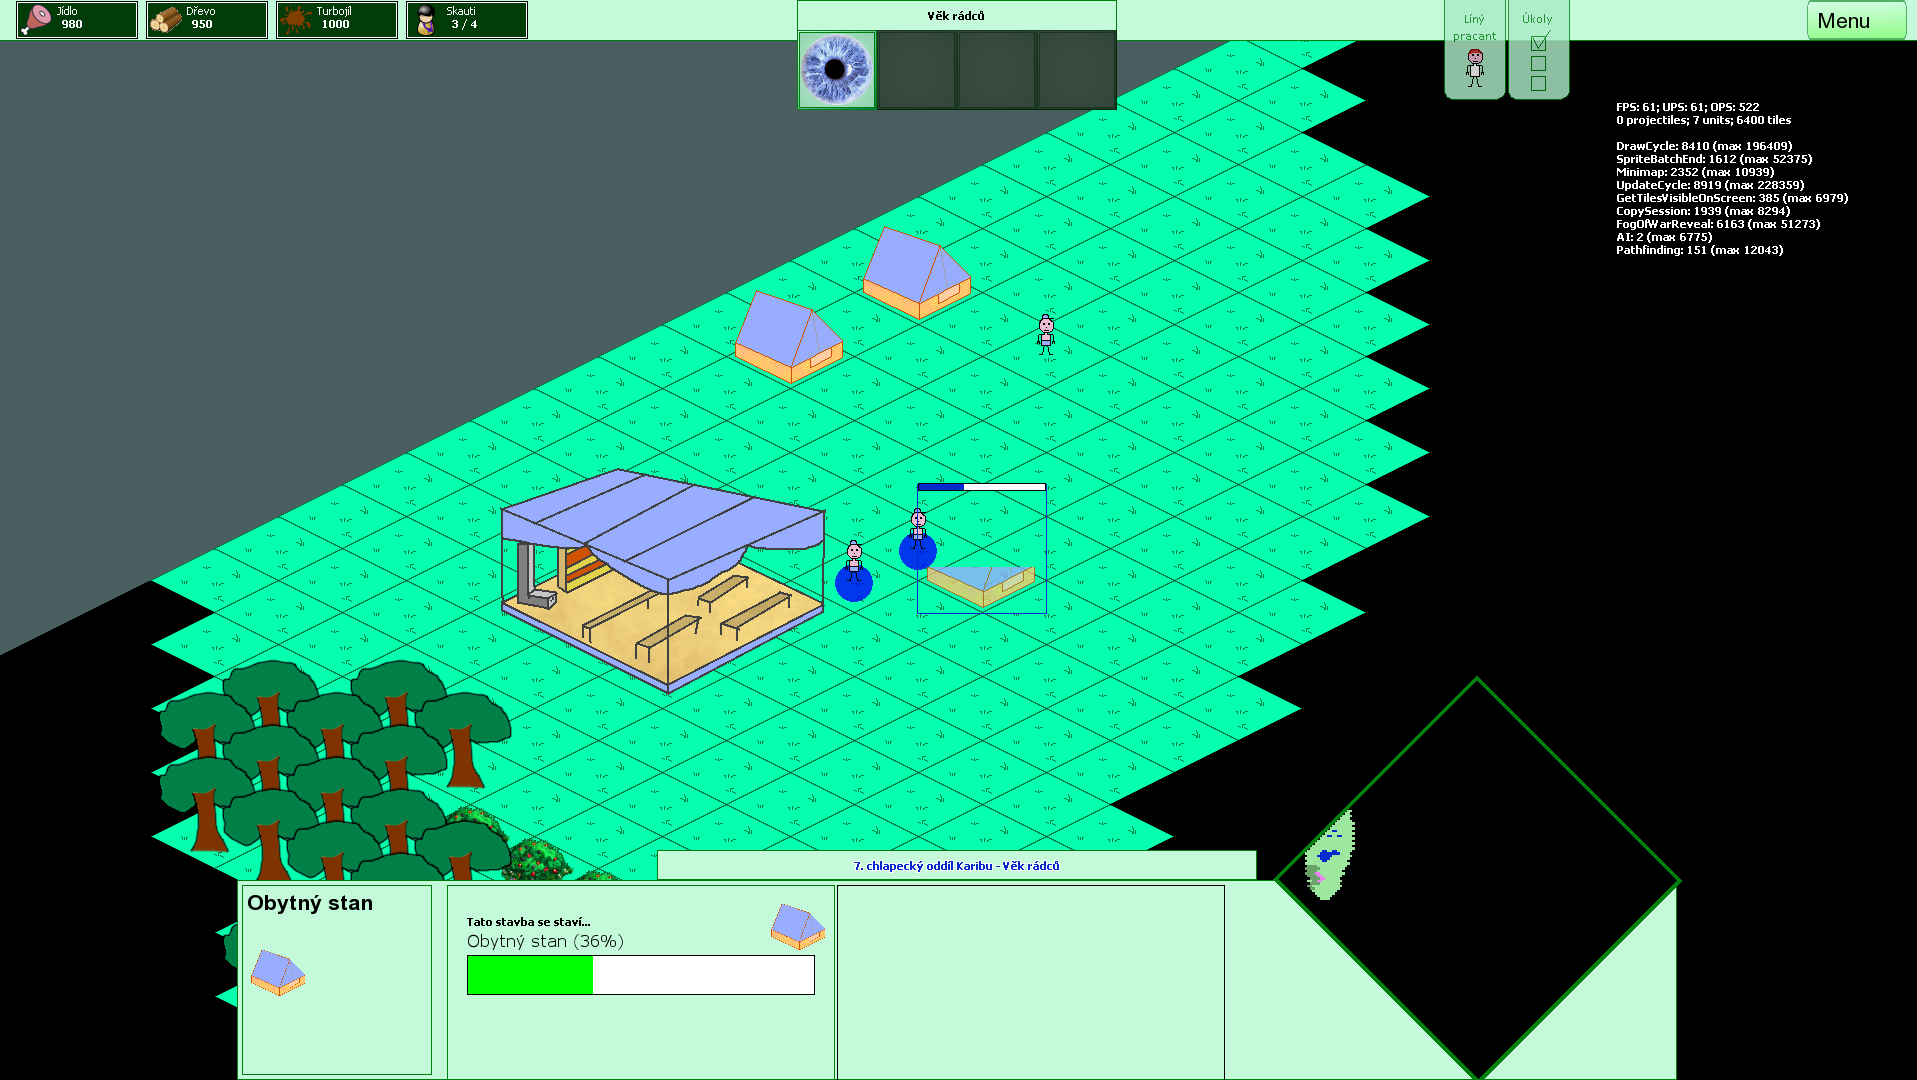 Jídlo
980
Dřevo
950
Turbojíl
1000
Skauti
3 / 4
Věk rádců
Líný
pracant
Úkoly
Menu
FPS: 61; UPS: 61; OPS: 522
0 projectiles; 7 units; 6400 tiles
DrawCycle: 8410 (max 196409)
SpriteBatchEnd: 1612 (max 52375)
Minimap: 2352 (max 10939)
UpdateCycle: 8919 (max 228359)
GetTilesVisibleOnScreen: 385 (max 6979)
CopySession: 1939 (max 8294)
FogOfWarReveal: 6163 (max 51273)
AI: 2 (max 6775)
Pathfinding: 151 (max 12043)
7. chlapecký oddíl Karibu - Věk rádců
Obytný stan
Tato stavba se staví...
Obytný stan (36%)